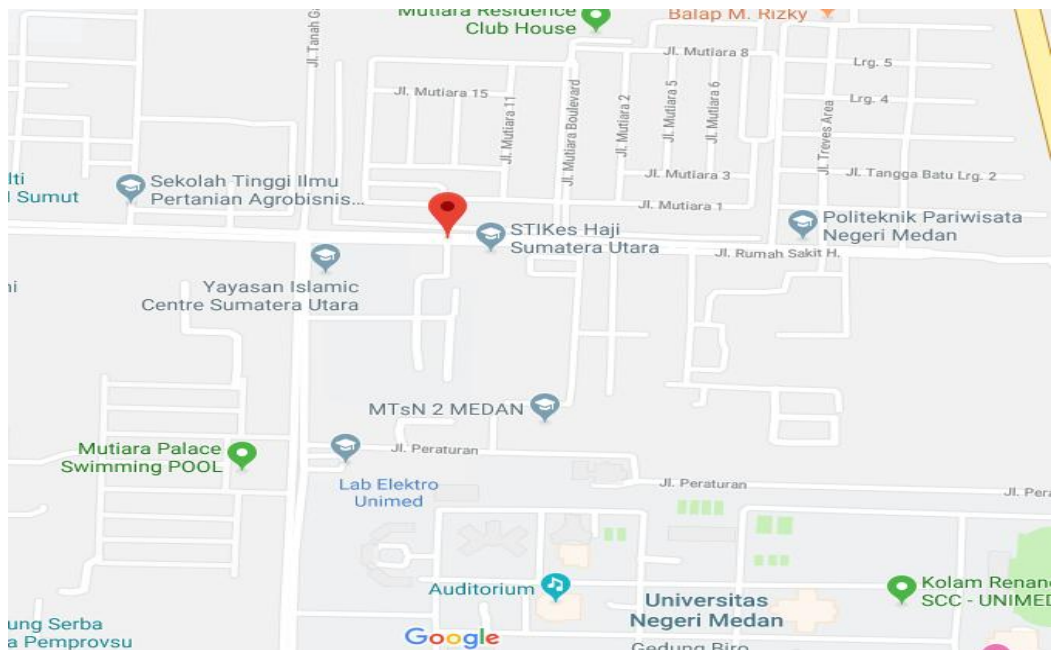 Mutiara Residence
Club House
Balap M. Rizky
Jl. Tanah
Jl. Mutiara 8
Lrg. 5
Jl. Mutiara 15
Jl. Mutiara 11
Jl. Mutiara Boulevard
Jl. Mutiara 2
Jl. Mutiara 5
Jl. Mutiara 6
Lrg. 4
Jl. Treves Area
Jl. Mutiara 3
Jl. Tangga Batu Lrg. 2
lti
Sumut
Sekolah Tinggi Ilmu
Pertanian Agrobisnis...
Jl. Mutiara 1
STIKes Haji
Sumatera Utara
Politeknik Pariwisata
Negeri Medan
Jl. Rumah Sakit H.
Yayasan Islamic
Centre Sumatera Utara
MTsN 2 MEDAN
Mutiara Palace
Swimming POOL
Jl. Peraturan
Lab Elektro
Unimed
Jl. Peraturan
Jl. Pera
Auditorium
Universitas
Negeri Medan
Kolam Renan
SCC - UNIMED
ung Serba
a Pemprovsu
Google
Gedung Biro